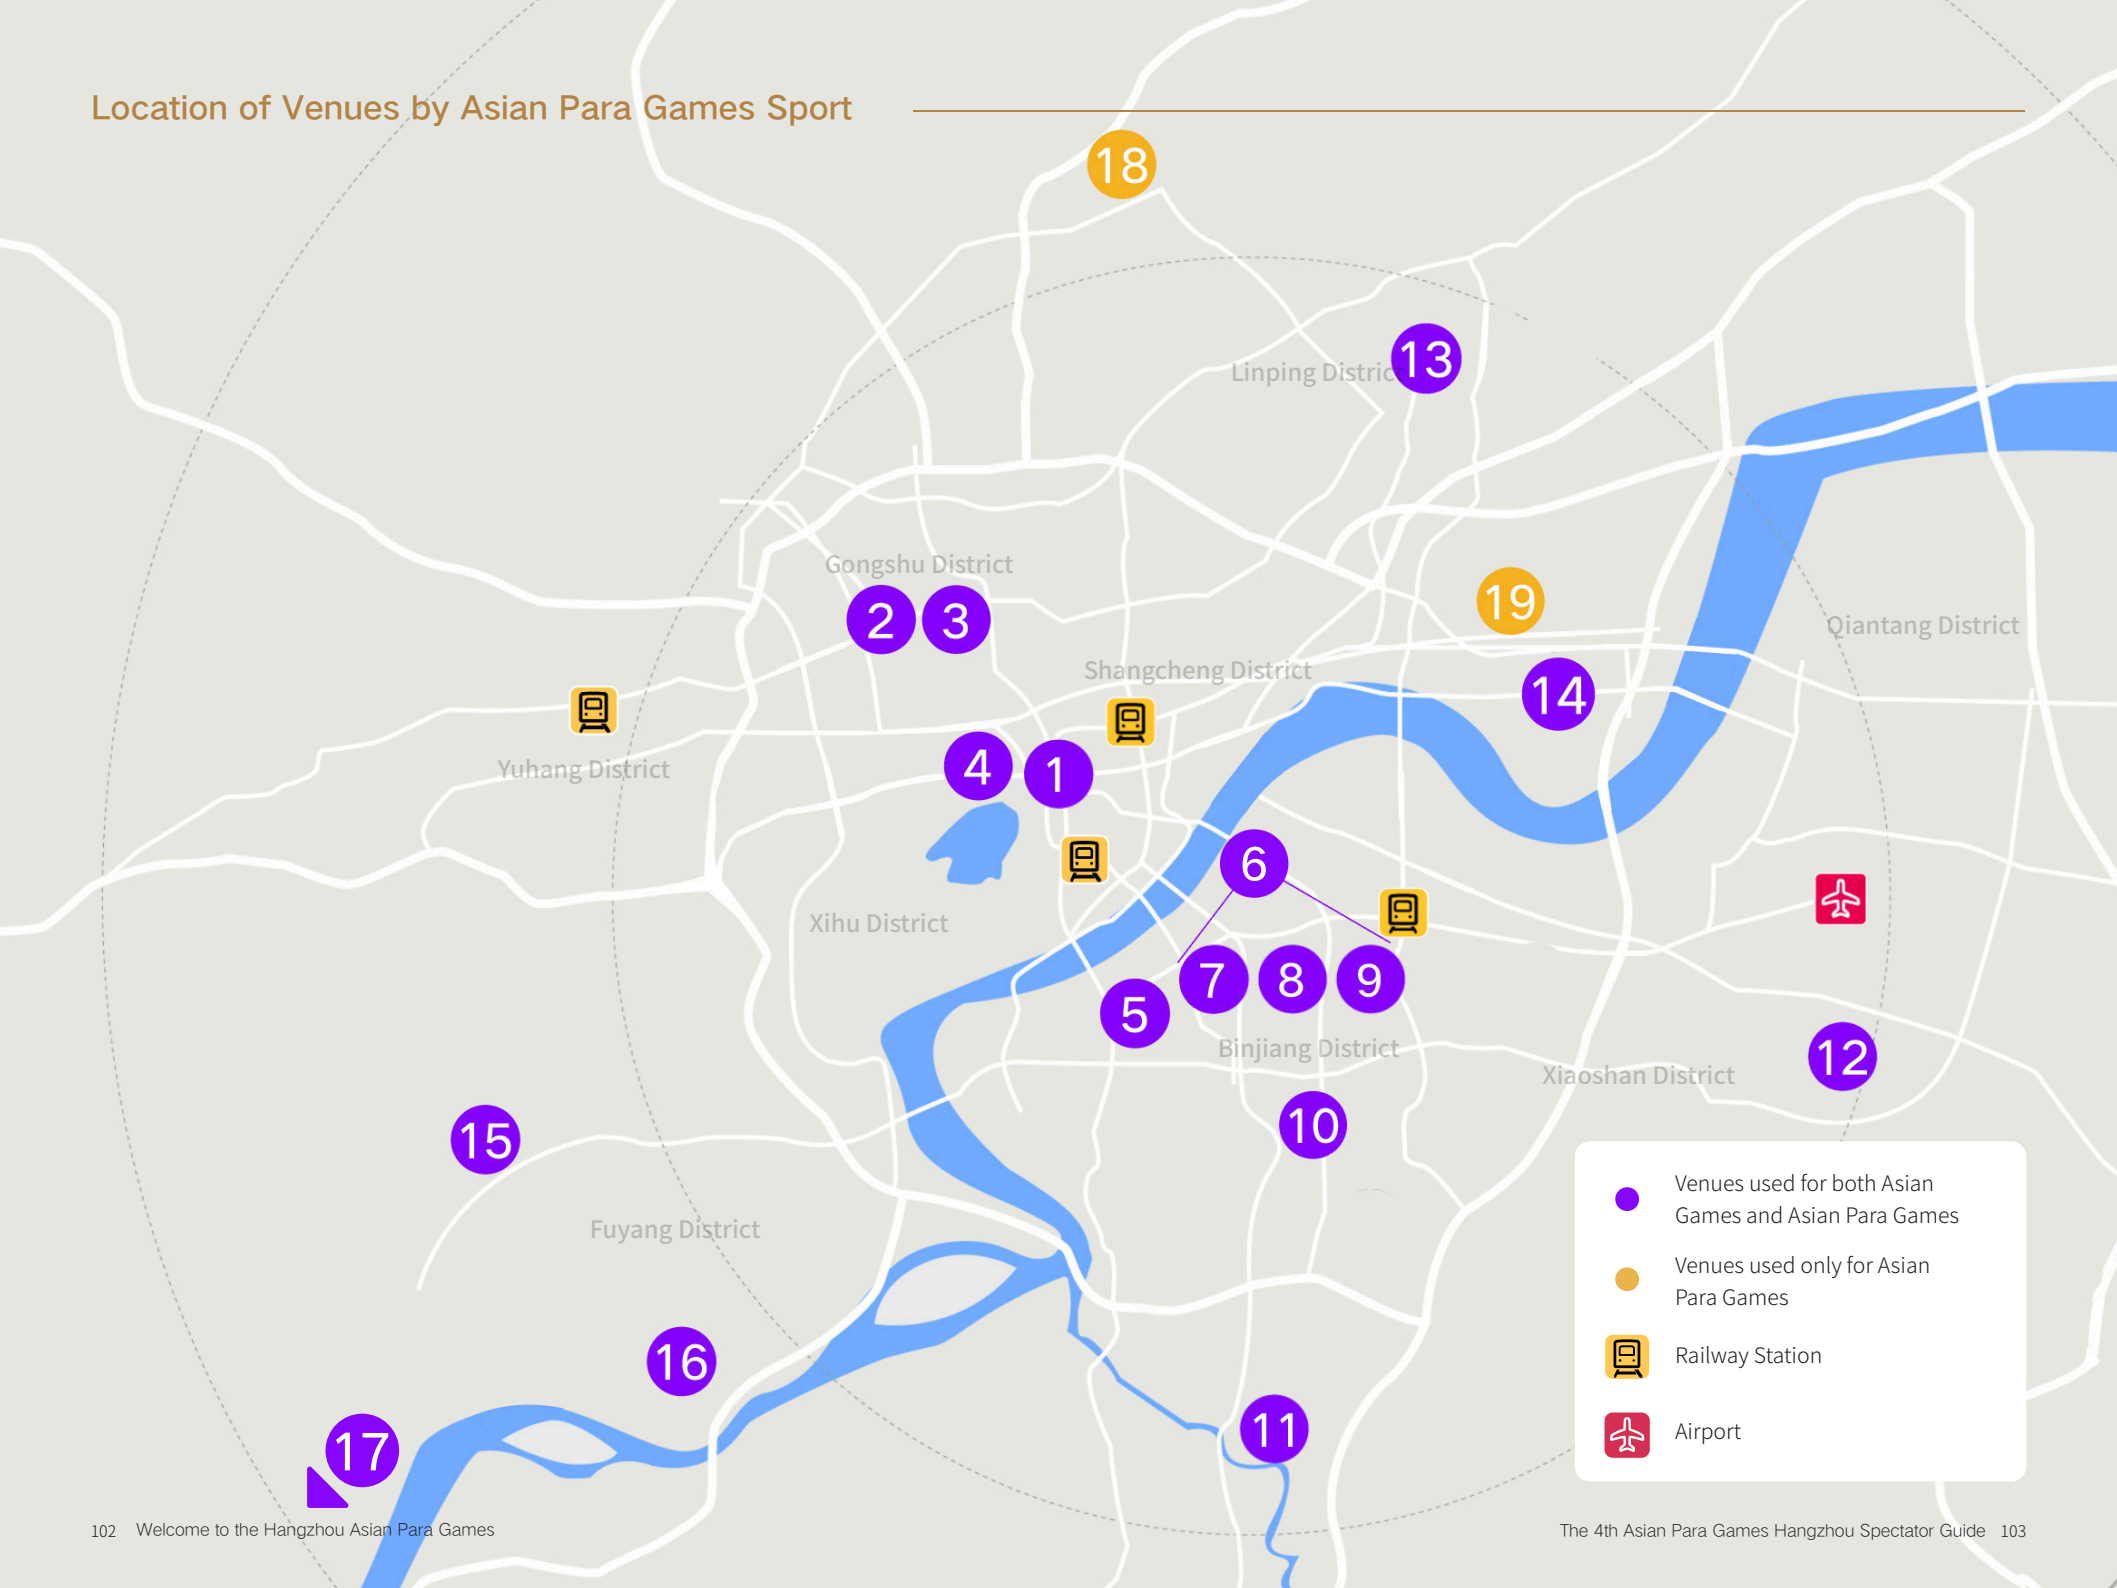 Location of Venues by Asian Para Games Sport
18
13
Linping Distric
Gongshu District
2
3
19
Qiantang District
Shangcheng District
14
Yuhang District
4
1
6
Xihu District
7
8
9
5
Binjiang District
12
Xiaoshan District
10
15
Fuyang District
16
11
17
Venues used for both Asian
Games and Asian Para Games
Venues used only for Asian
Para Games
Railway Station
Airport
102 Welcome to the Hangzhou Asian Para Games
The 4th Asian Para Games Hangzhou Spectator Guide 103